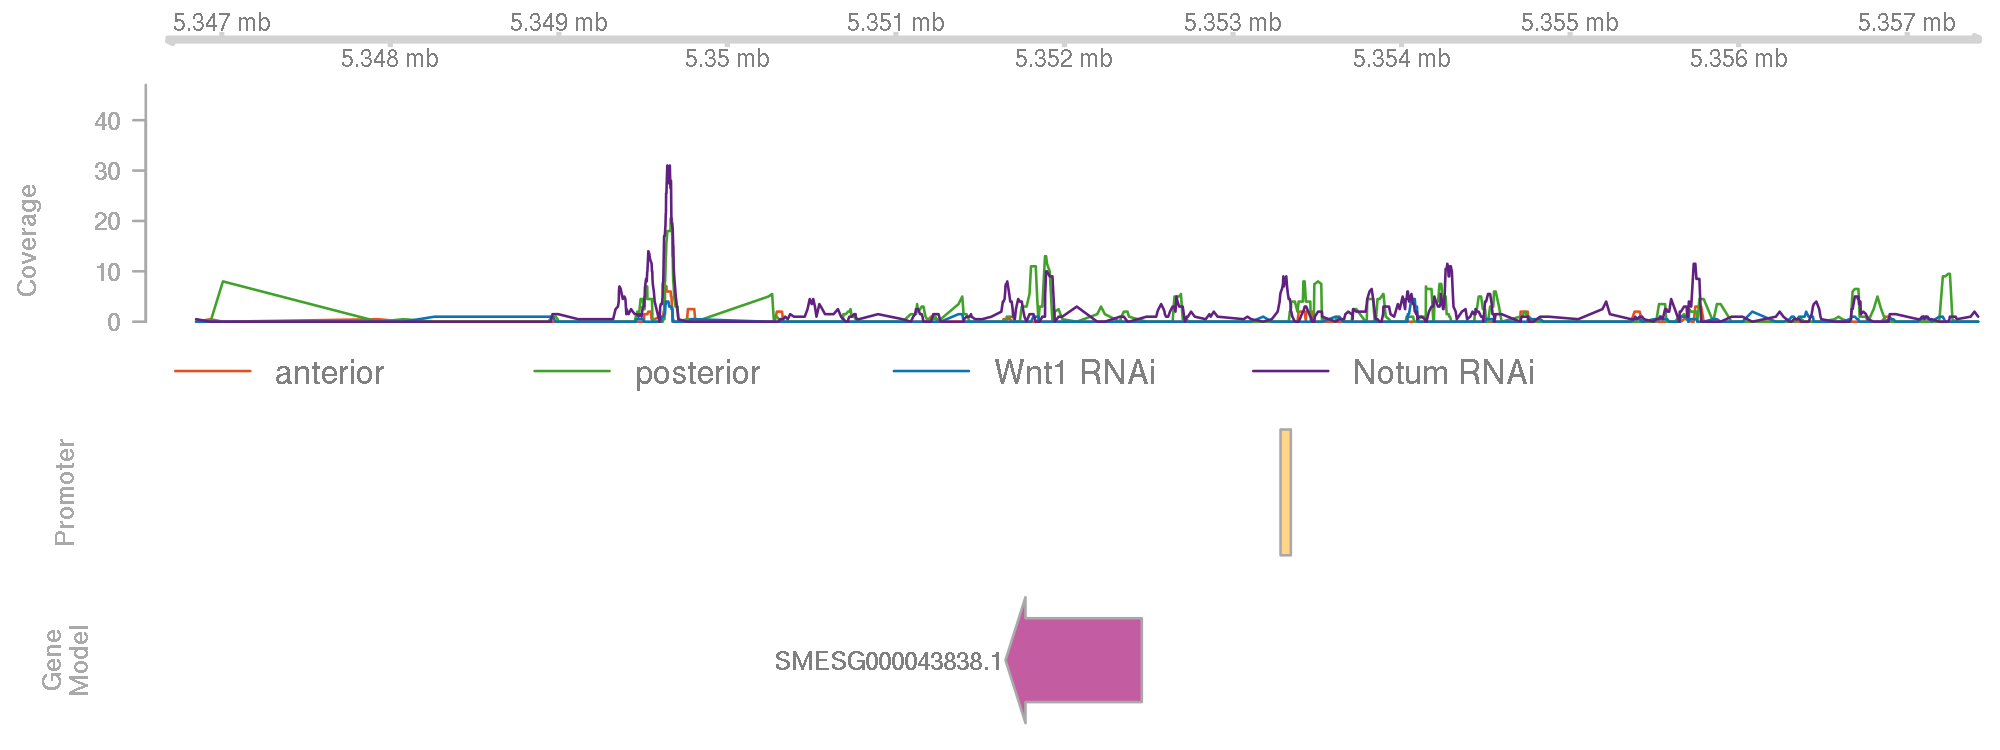 5.347 mb 5.349 mb 5.351 mb 5.353 mb 5.355 mb 5.357 mb
5.348 mb 5.35 mb 5.352 mb 5.354 mb 5.356 mb
Coverage
40
30
20
10
0
anterior posterior Wnt1 RNAi Notum RNAi
Promoter
Gene
Model
SMESG000043838.1